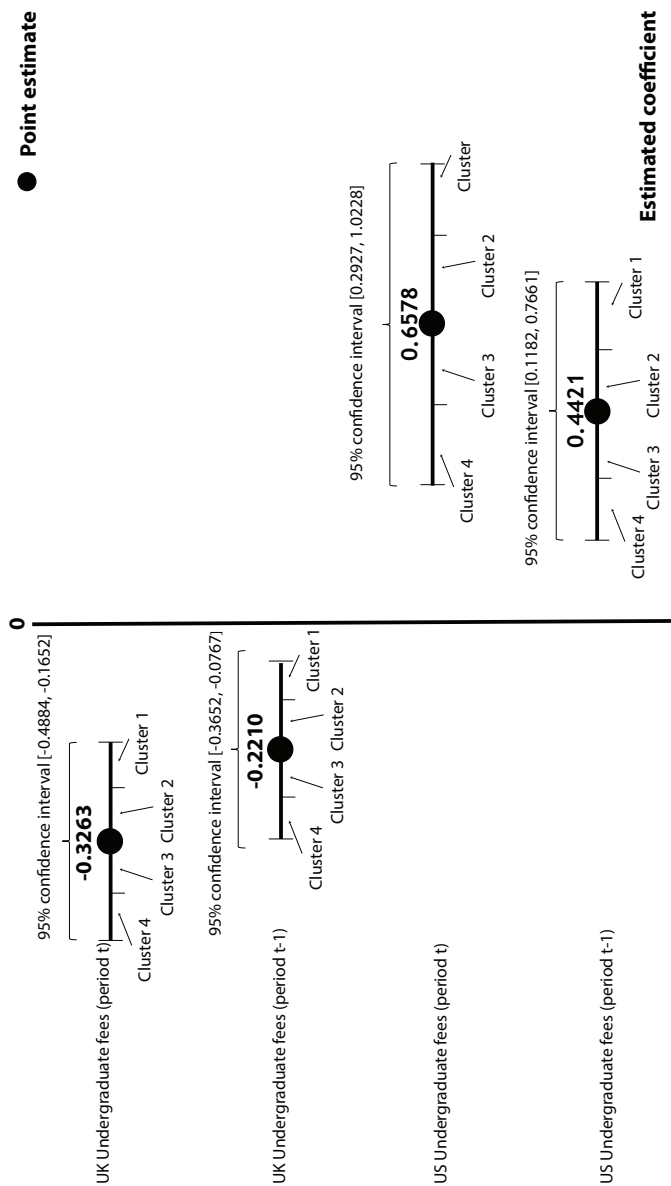 Point estimate
0
95% confidence interval [-0.4884, -0.1652]
-0.3263
UK Undergraduate fees (period t)
Cluster 4
Cluster 3
Cluster 2
Cluster 1
95% confidence interval [-0.3652, -0.0767]
-0.2210
UK Undergraduate fees (period t-1)
Cluster 4
Cluster 3
Cluster 2
Cluster 1
95% confidence interval [0.2927, 1.0228]
0.6578
US Undergraduate fees (period t)
Cluster 4
Cluster 3
Cluster 2
Cluster
95% confidence interval [0.1182, 0.7661]
0.4421
US Undergraduate fees (period t-1)
Cluster 4
Cluster 3
Cluster 2
Cluster 1
Estimated coefficient